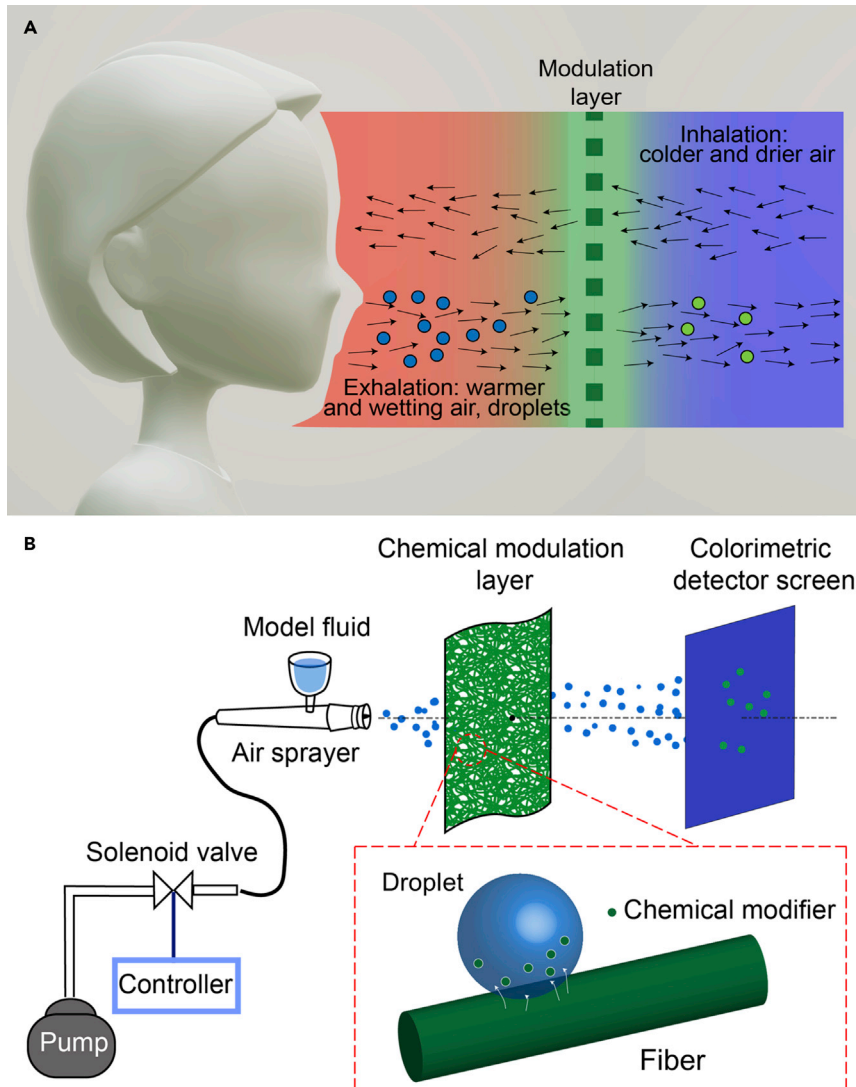 A
Modulation
layer
Inhalation:
colder and drier air
Exhalation: warmer
and wetting air, droplets
B
Chemical modulation
layer
Colorimetric
detector screen
Model fluid
Air sprayer
Solenoid valve
Controller
Pump
Droplet
Chemical modifier
Fiber